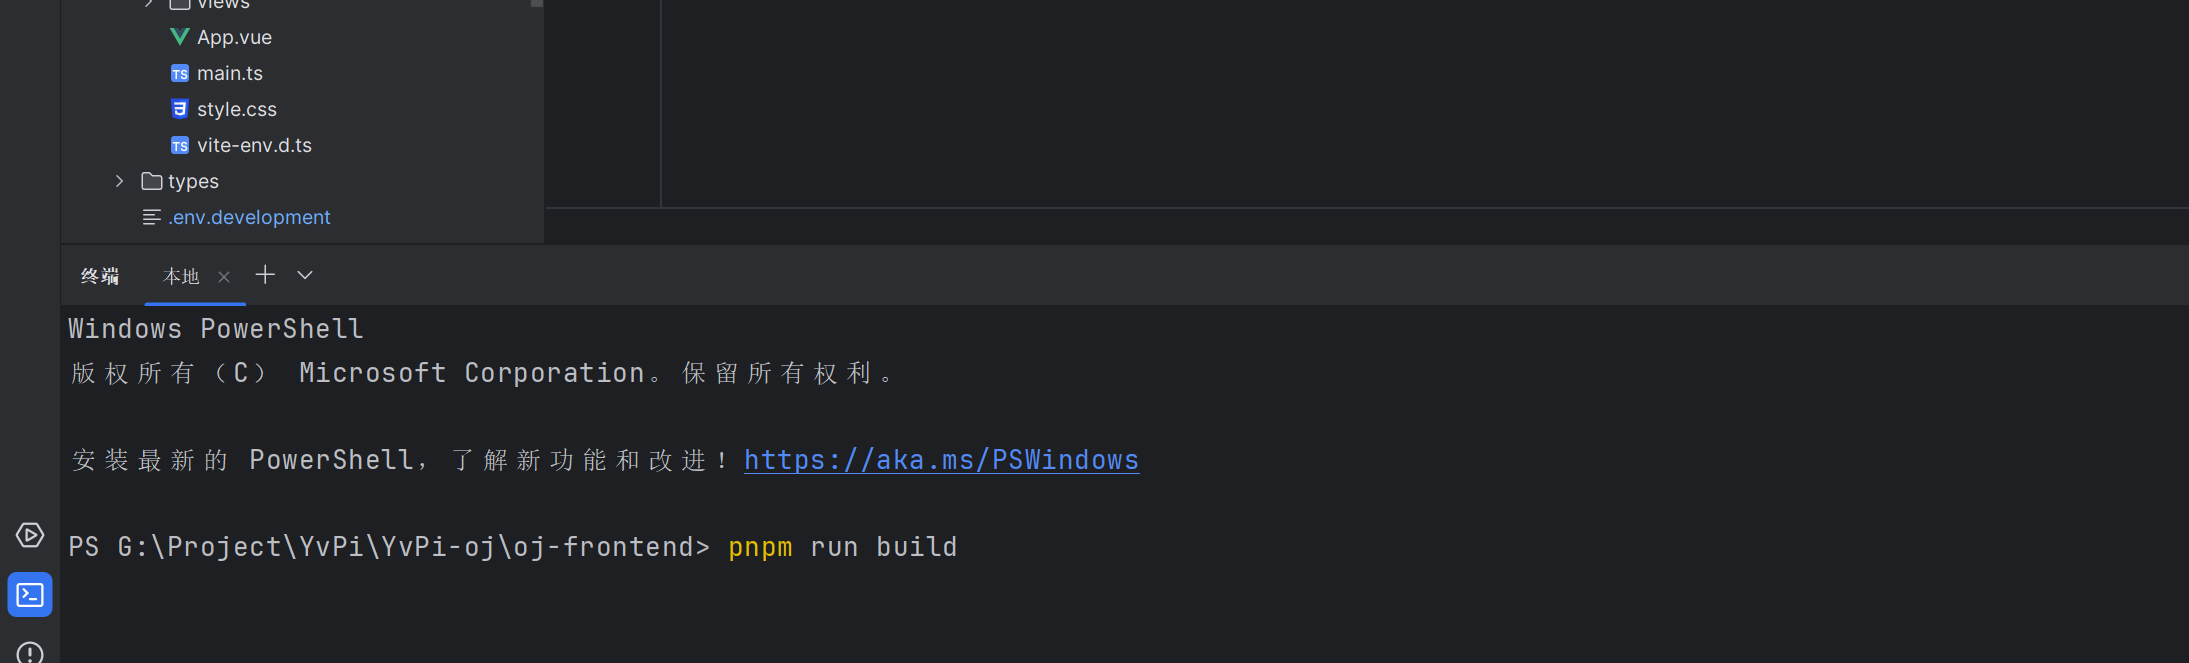 views
App.vue
TS main.ts
style.css
TS vite-env.d.ts
types
.env.development
终端 本地
Windows PowerShell
版权所有（C） Microsoft Corporation。保留所有权利。
安装最新的 PowerShell，了解新功能和改进！https://aka.ms/PSWindows
PS G:\Project\YvPi\YvPi-oj\oj-frontend> pnpm run build